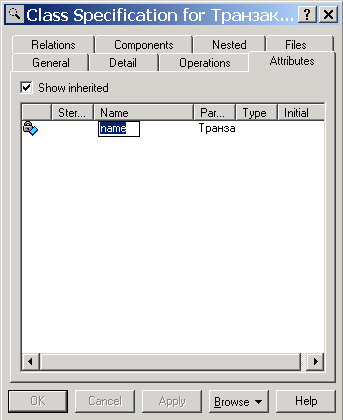 Class Specification for Транзак...
Relations Components Nested Files
General Detail Operations Attributes
Show inherited
Ster... Name Par... Type Initial
name Транза
OK Cancel Apply Browse Help